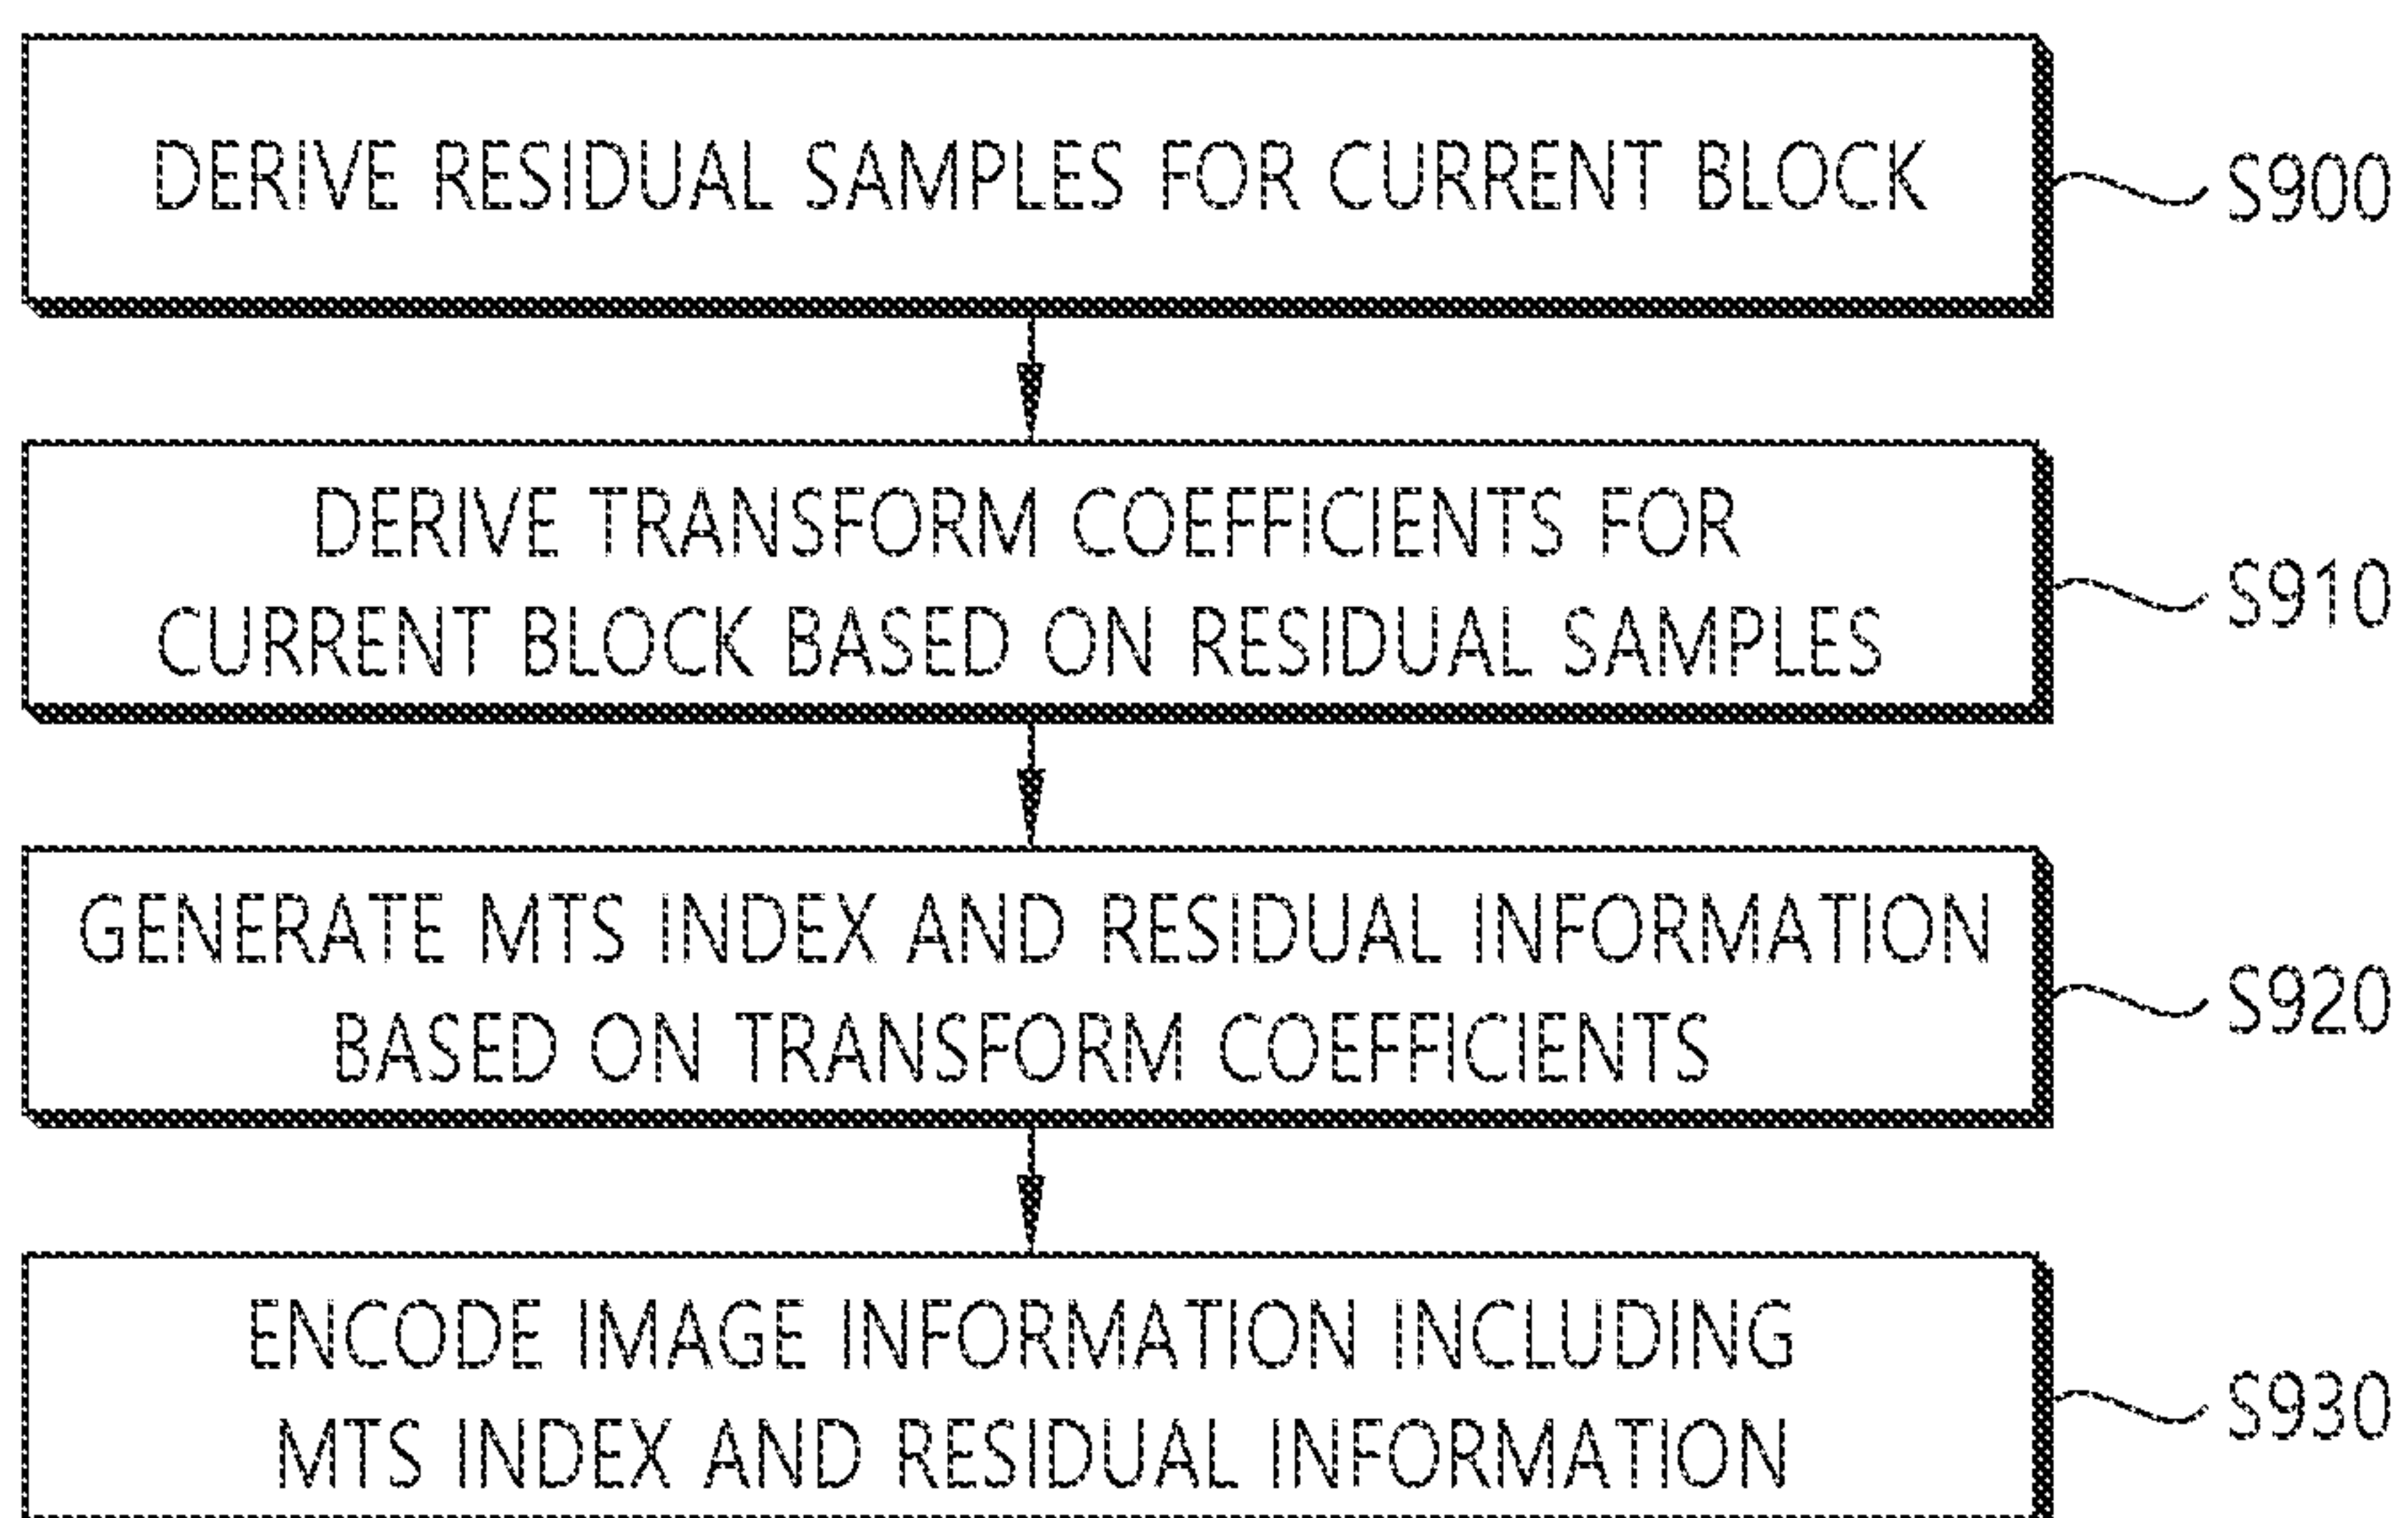 DERIVE RESIDUAL SAMPLES FOR CURRENT BLOCK
S900
DERIVE TRANSFORM COEFFICIENTS FOR
CURRENT BLOCK BASED ON RESIDUAL SAMPLES
S910
GENERATE MTS INDEX AND RESIDUAL INFORMATION
BASED ON TRANSFORM COEFFICIENTS
S920
ENCODE IMAGE INFORMATION INCLUDING
MTS INDEX AND RESIDUAL INFORMATION
S930